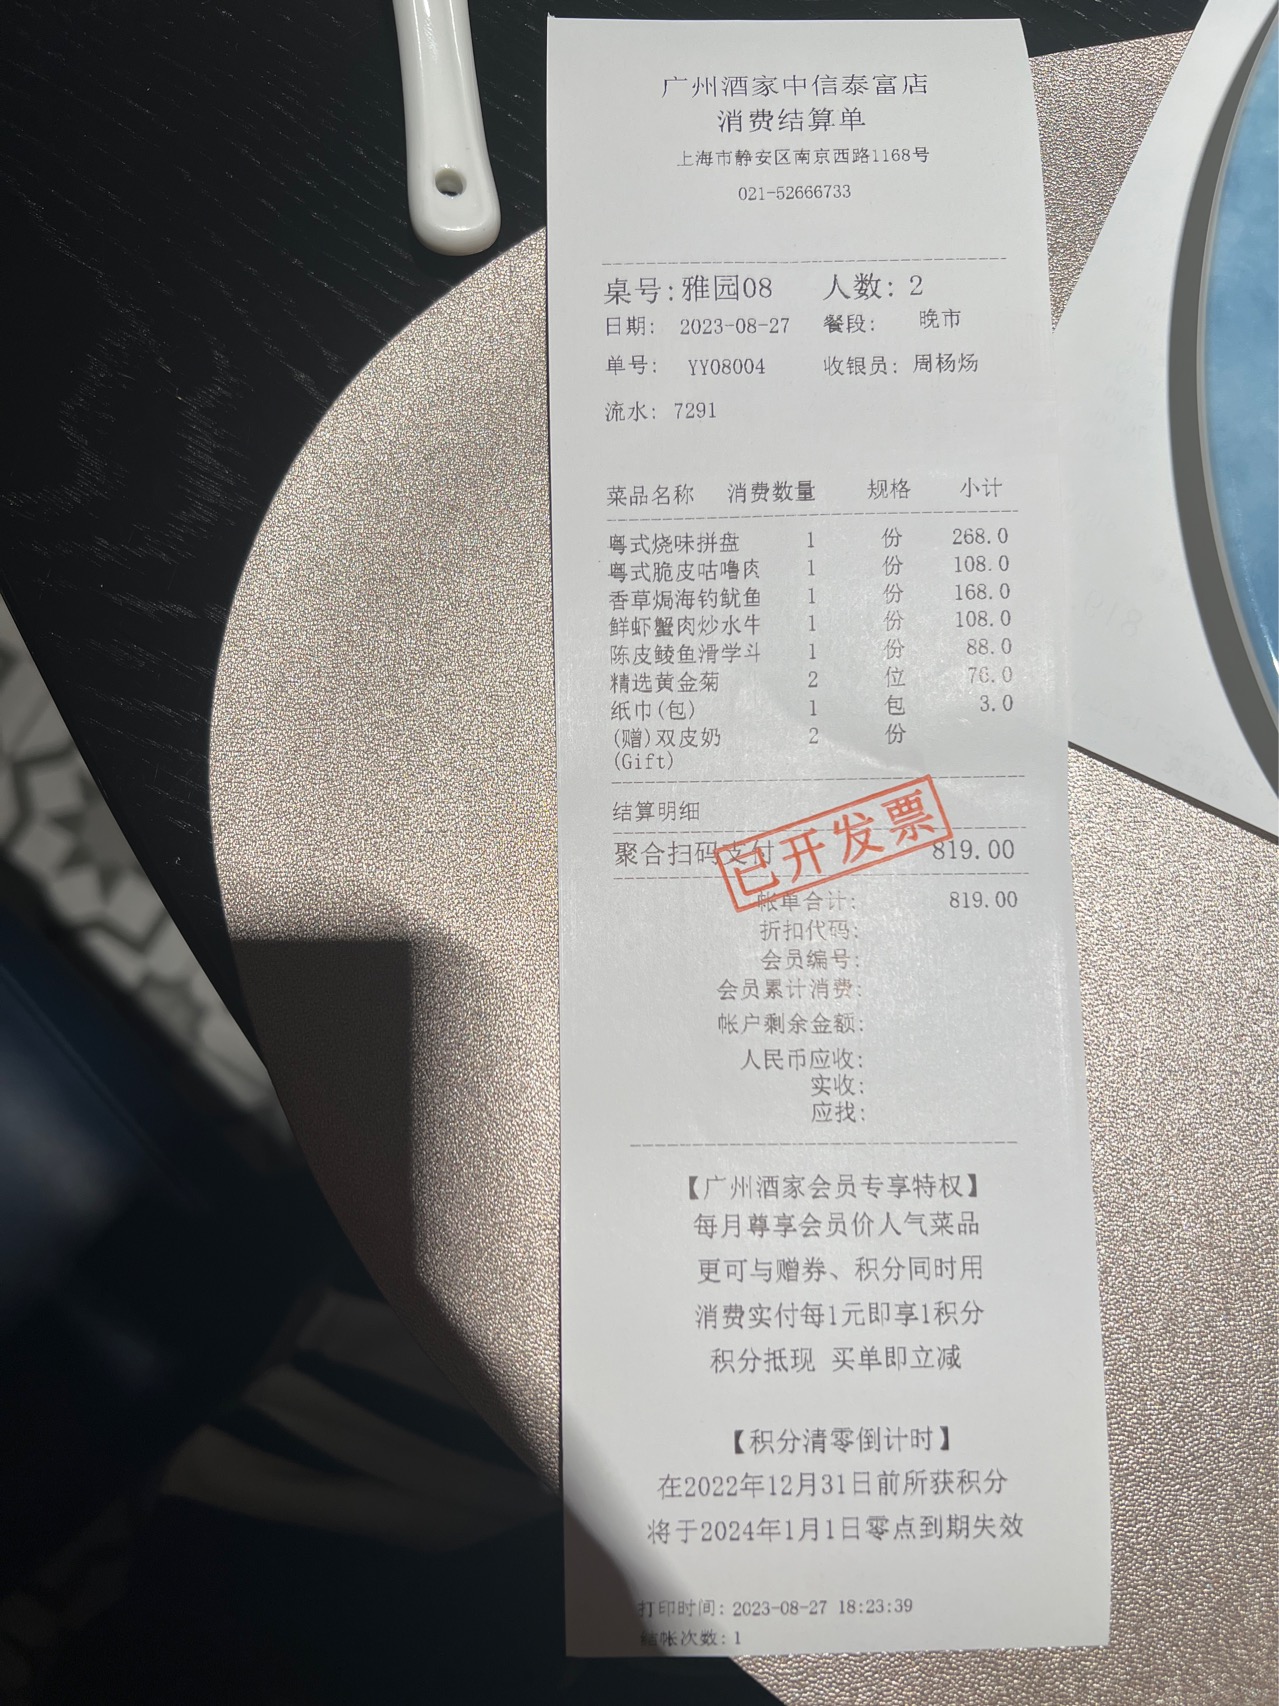 广州酒家中信泰富店
消费结算单
上海市静安区南京西路1168号
021-52666733
桌号:雅园08 人数: 2
日期: 2023-08-27 餐段: 晚市
单号: YY08004 收银员: 周杨炀
流水: 7291
菜品名称 消费数量 规格 小计
粤式烧味拼盘 1 份 268.0
粤式脆皮咕噜肉 1 份 108.0
香草焗海钓鱿鱼 1 份 168.0
鲜虾蟹肉炒水牛 1 份 108.0
陈皮鲮鱼滑学斗 1 份 88.0
精选黄金菊 2 位 76.0
纸巾(包) 1 包 3.0
(赠)双皮奶 2 份
(Gift)
结算明细
聚合扫码支付 819.00
已开发票
帐单合计: 819.00
折扣代码:
会员编号:
会员累计消费:
帐户剩余金额:
人民币应收:
实收:
应找:
【广州酒家会员专享特权】
每月尊享会员价人气菜品
更可与赠券、积分同时用
消费实付每1元即享1积分
积分抵现 买单即立减
【积分清零倒计时】
在2022年12月31日前所获积分
将于2024年1月1日零点到期失效
打印时间: 2023-08-27 18:23:39
结帐次数: 1